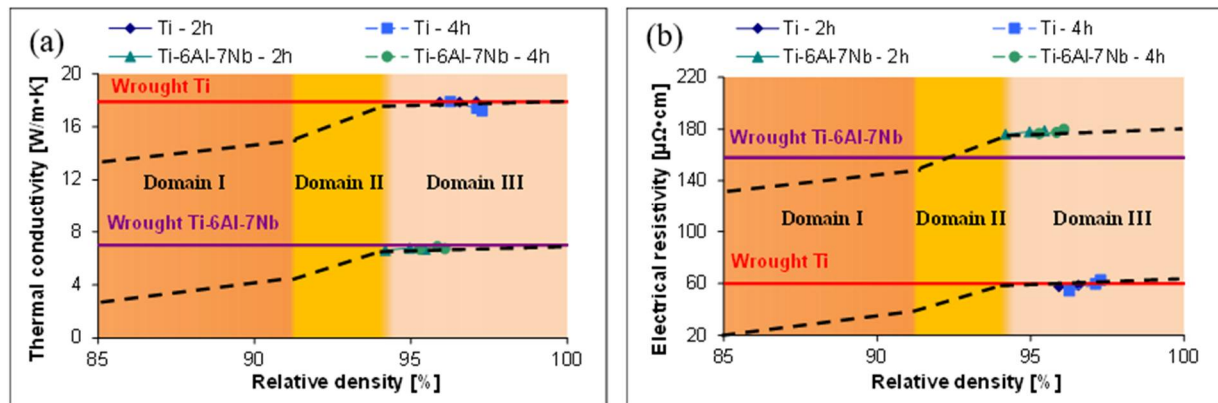 (a)
Ti - 2h
Ti - 4h
Ti-6Al-7Nb - 2h
Ti-6Al-7Nb - 4h
Thermal conductivity [W/m•K]
20
16
12
8
4
0
Wrought Ti
Domain I
Domain II
Domain III
Wrought Ti-6Al-7Nb
85
90
95
100
Relative density [%]
(b)
Ti - 2h
Ti - 4h
Ti-6Al-7Nb - 2h
Ti-6Al-7Nb - 4h
Electrical resistivity [µΩ•cm]
220
180
140
100
60
20
Wrought Ti-6Al-7Nb
Domain I
Domain II
Domain III
Wrought Ti
85
90
95
100
Relative density [%]